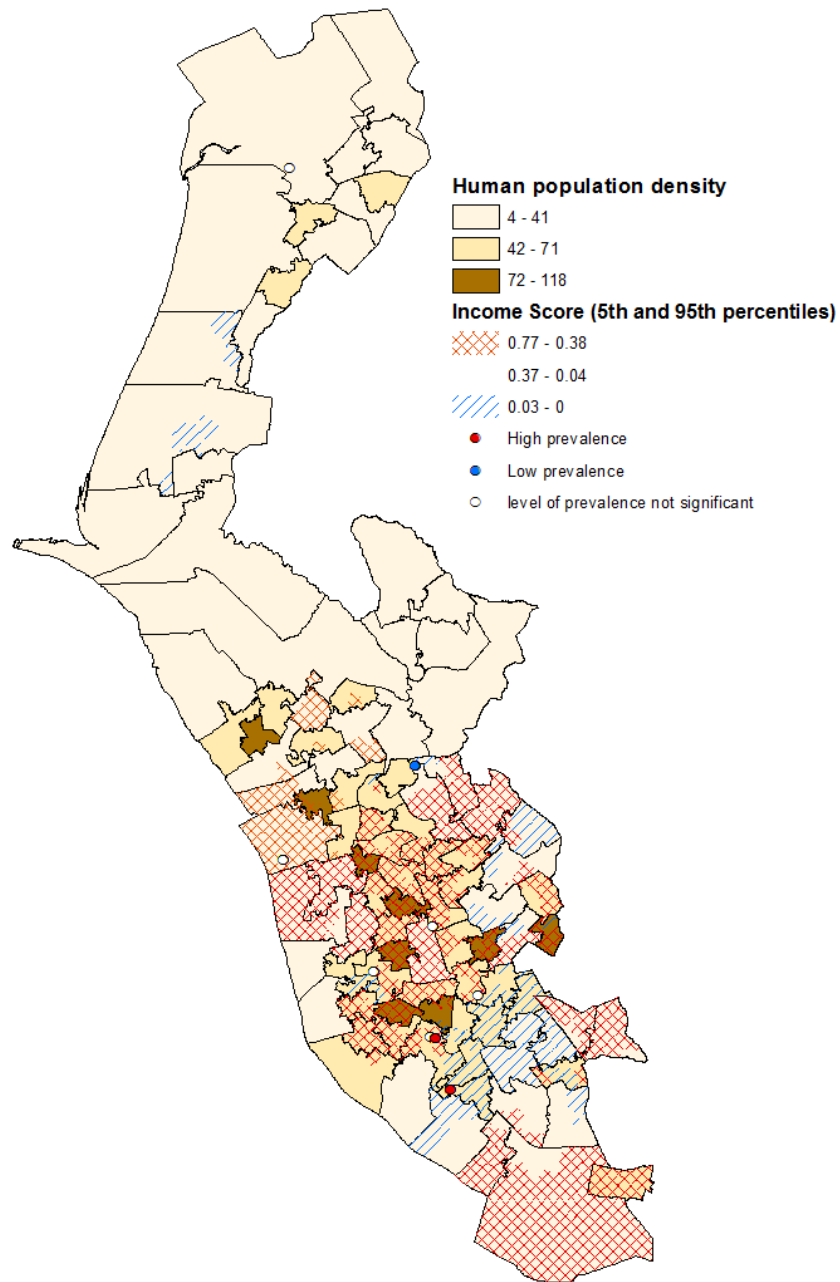 Human population density
4 - 41
42 - 71
72 - 118
Income Score (5th and 95th percentiles)
0.77 - 0.38
0.37 - 0.04
0.03 - 0
High prevalence
Low prevalence
level of prevalence not significant